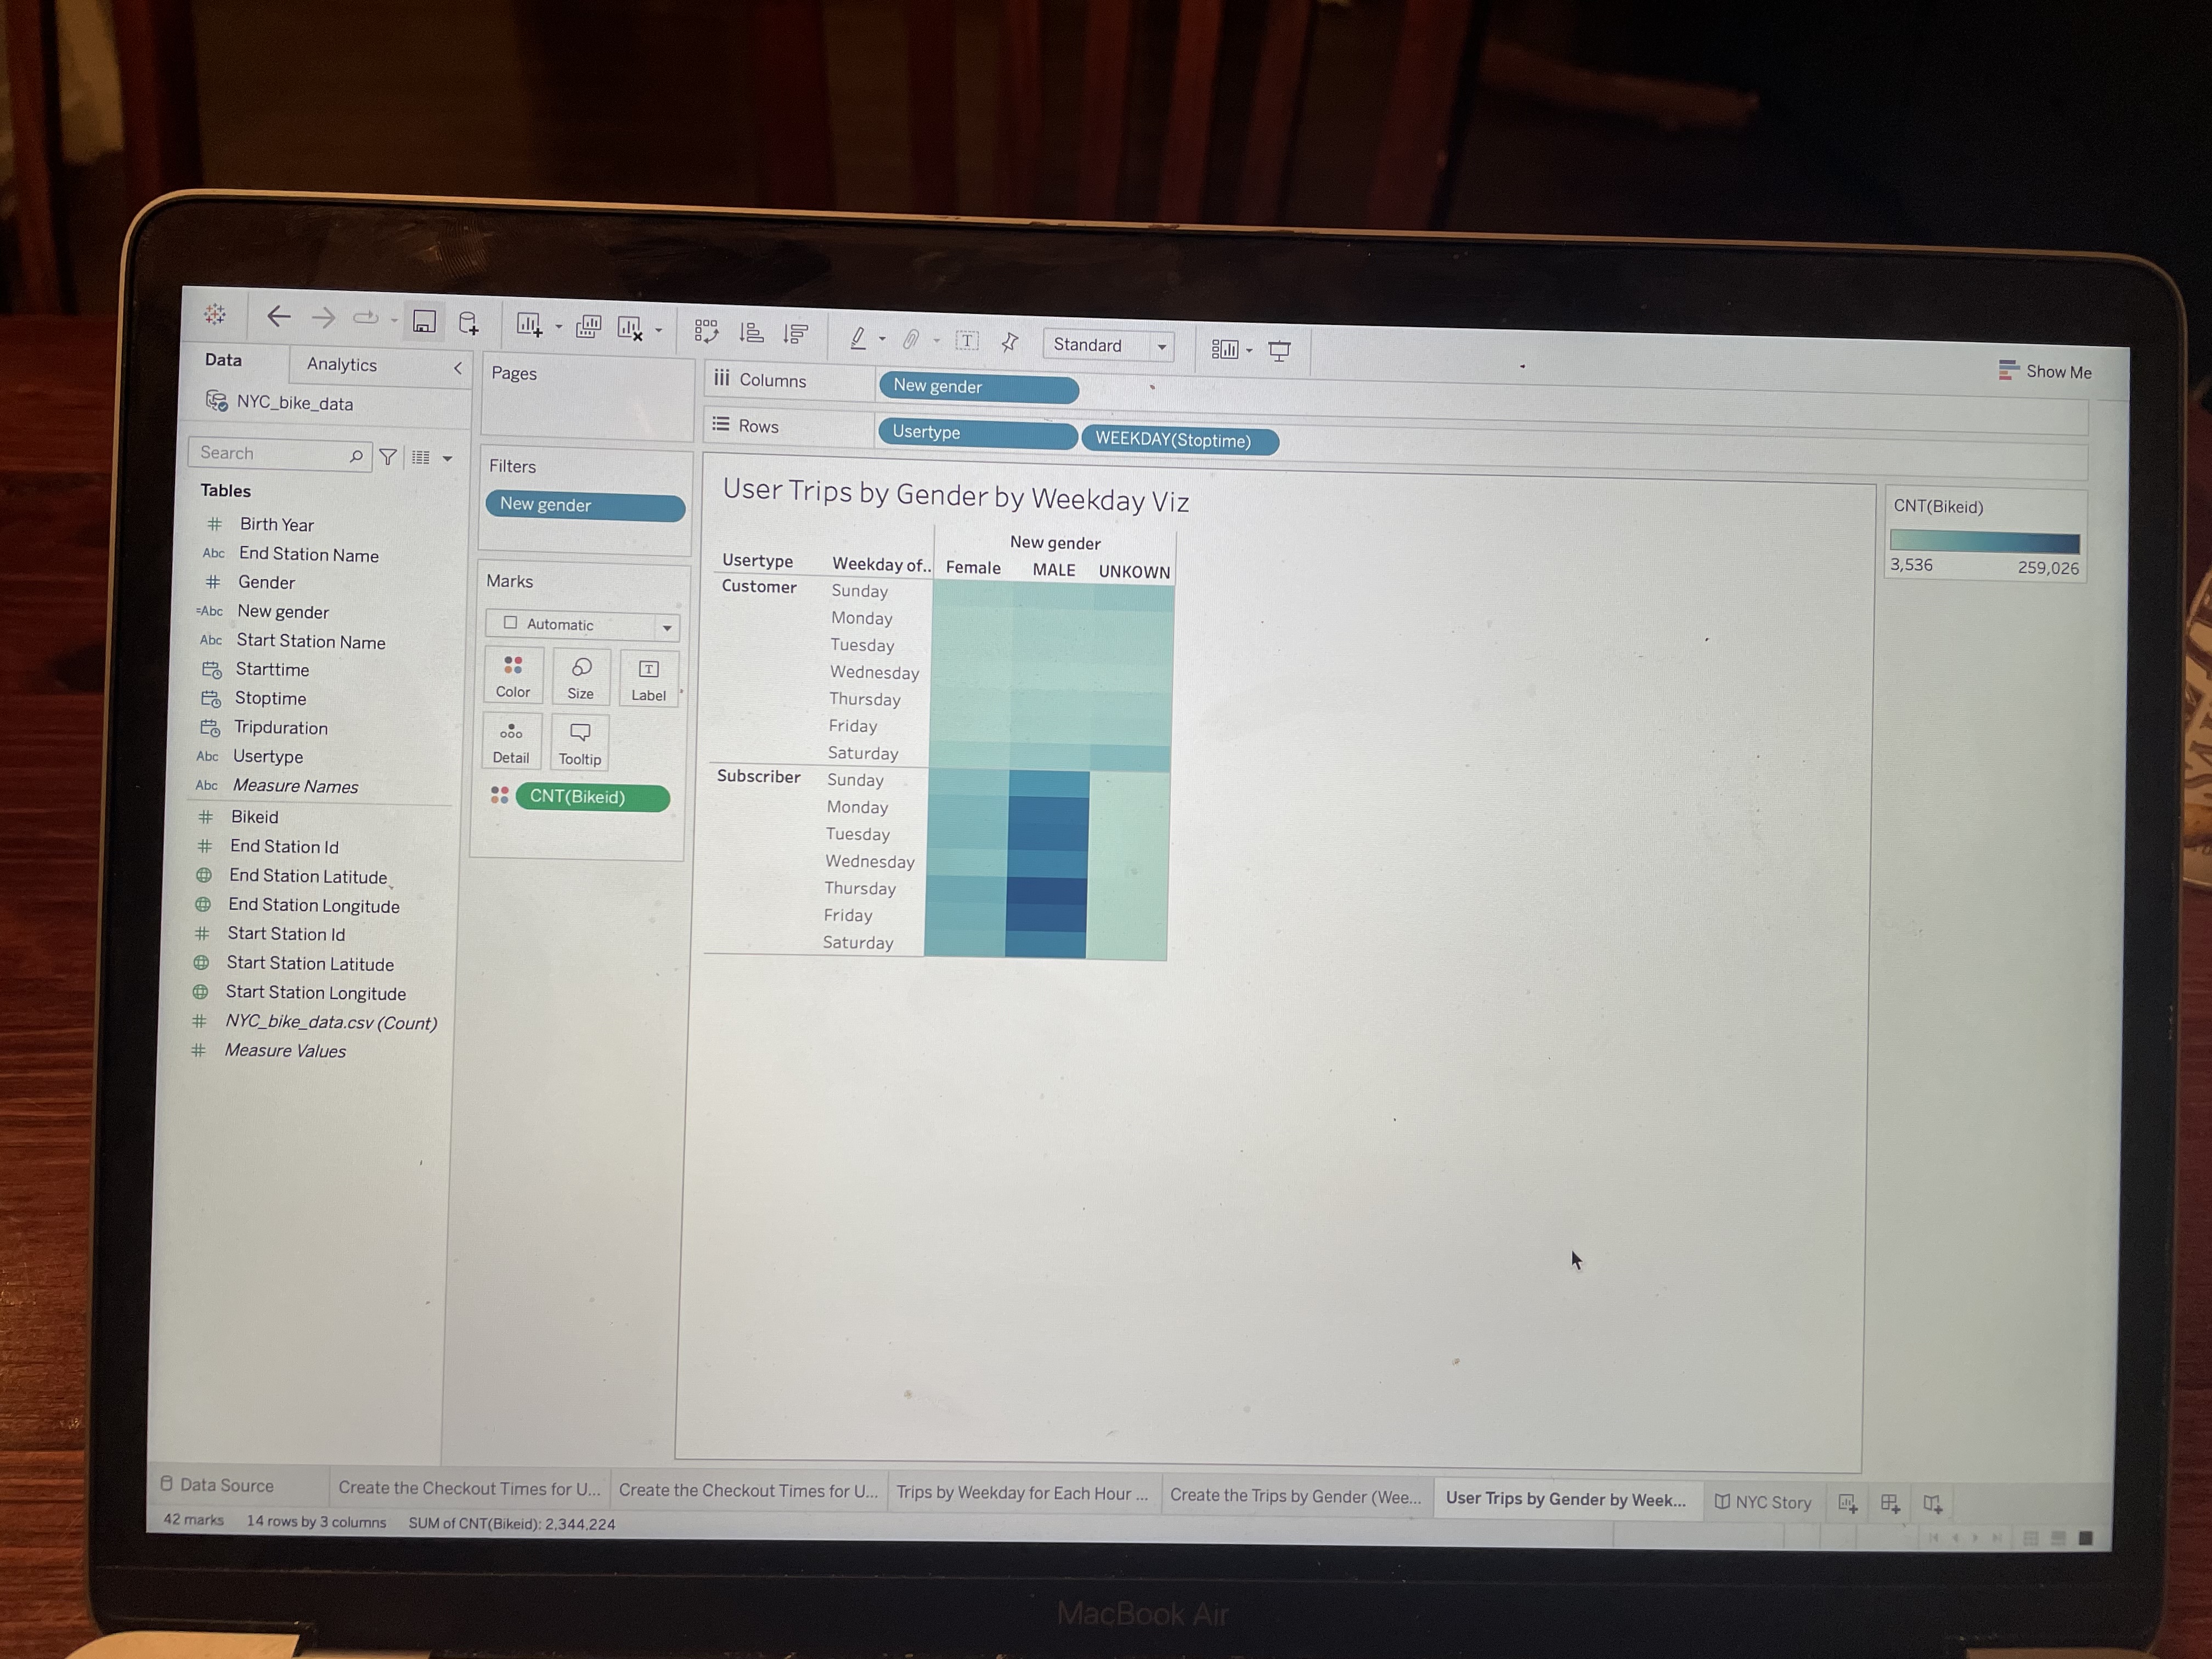 Standard
Show Me
Data
Analytics
NYC_bike_data
Search
Tables
Birth Year
Abc End Station Name
Gender
=Abc New gender
Abc Start Station Name
Starttime
Stoptime
Tripduration
Abc Usertype
Abc Measure Names
Bikeid
End Station Id
End Station Latitude
End Station Longitude
Start Station Id
Start Station Latitude
Start Station Longitude
NYC_bike_data.csv (Count)
Measure Values
Pages
Filters
New gender
Marks
Automatic
Color Size Label
Detail Tooltip
CNT(Bikeid)
Columns New gender
Rows Usertype WEEKDAY(Stoptime)
User Trips by Gender by Weekday Viz
New gender
Usertype Weekday of.. Female MALE UNKOWN
Customer Sunday
Monday
Tuesday
Wednesday
Thursday
Friday
Saturday
Subscriber Sunday
Monday
Tuesday
Wednesday
Thursday
Friday
Saturday
CNT(Bikeid)
3,536 259,026
Data Source Create the Checkout Times for U... Create the Checkout Times for U... Trips by Weekday for Each Hour ... Create the Trips by Gender (Wee... User Trips by Gender by Week... NYC Story
42 marks 14 rows by 3 columns SUM of CNT(Bikeid): 2,344,224
MacBook Air